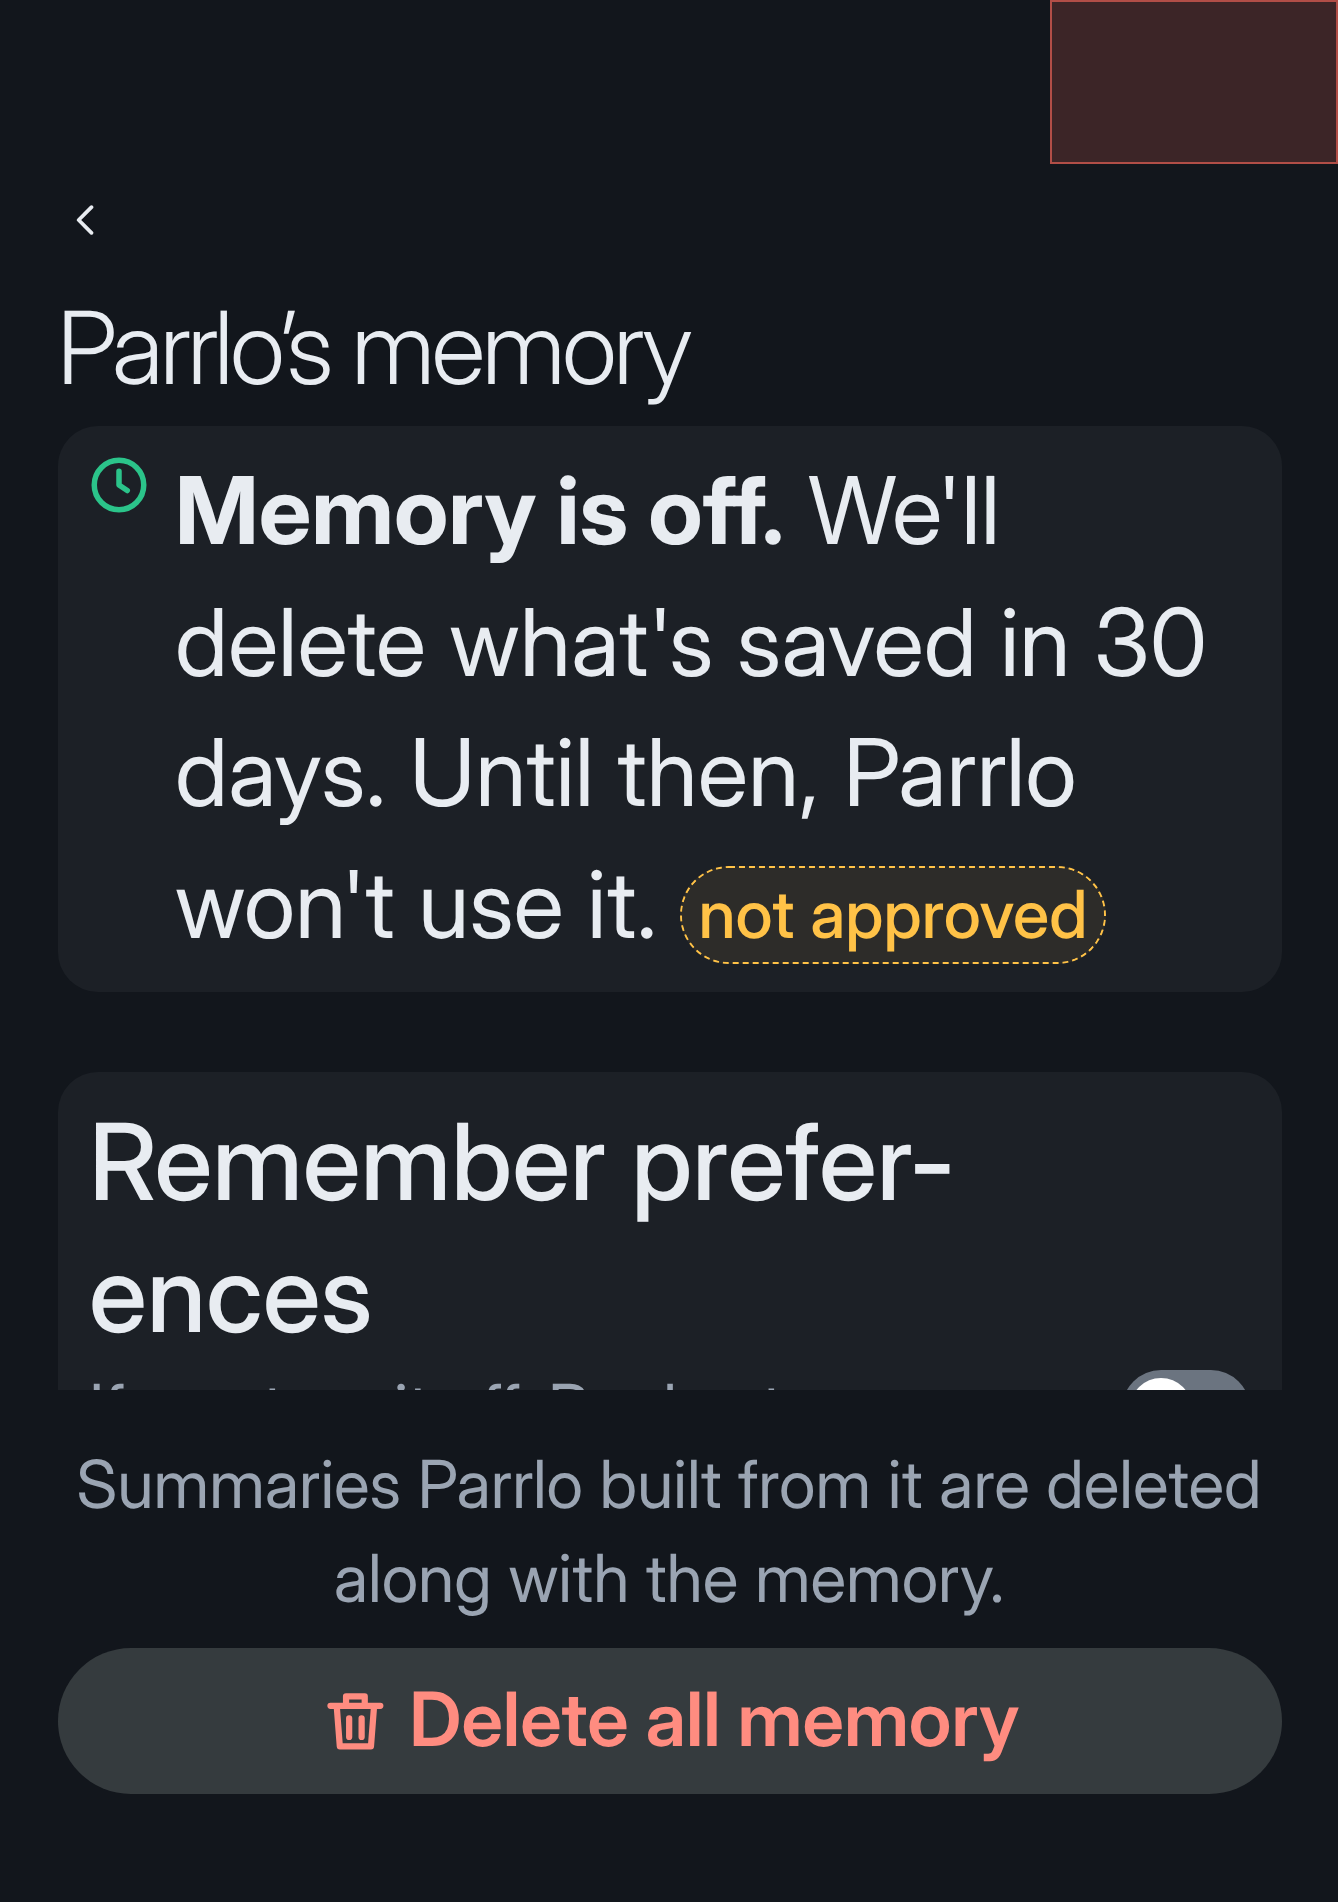 Parrlo’s memory
Memory is off. We'll
delete what's saved in 30
days. Until then, Parrlo
won't use it. not approved
Remember prefer-
ences
Summaries Parrlo built from it are deleted
along with the memory.
Delete all memory